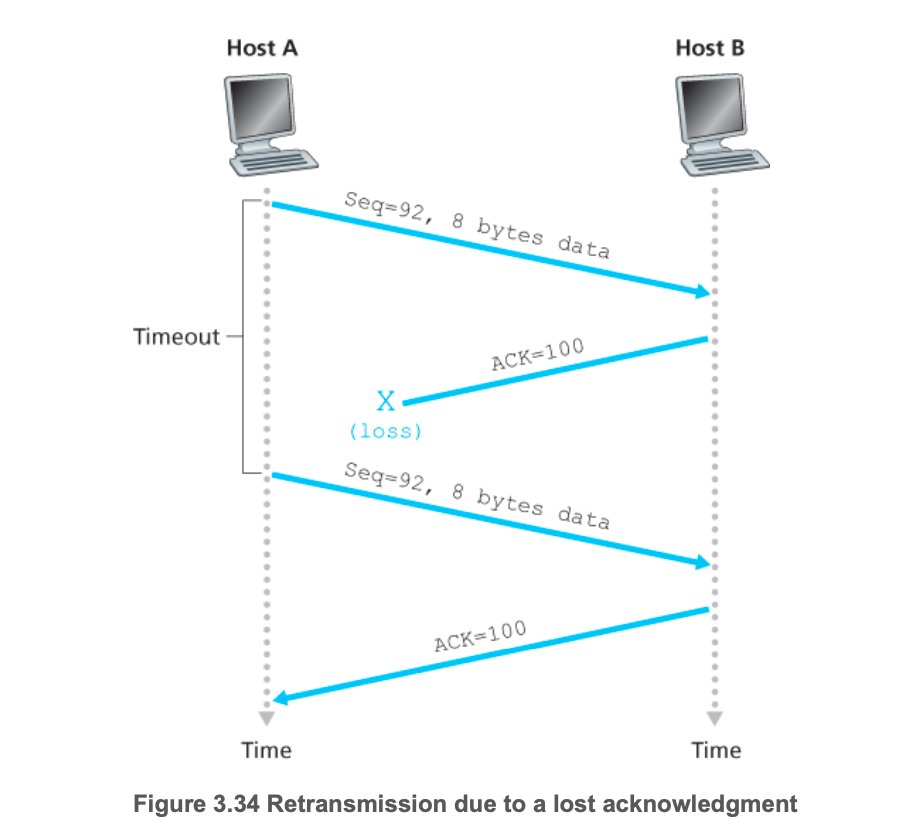 Host A
Host B
Seq=92, 8 bytes data
Timeout
ACK=100
X
(loss)
Seq=92, 8 bytes data
ACK=100
Time
Time
Figure 3.34 Retransmission due to a lost acknowledgment